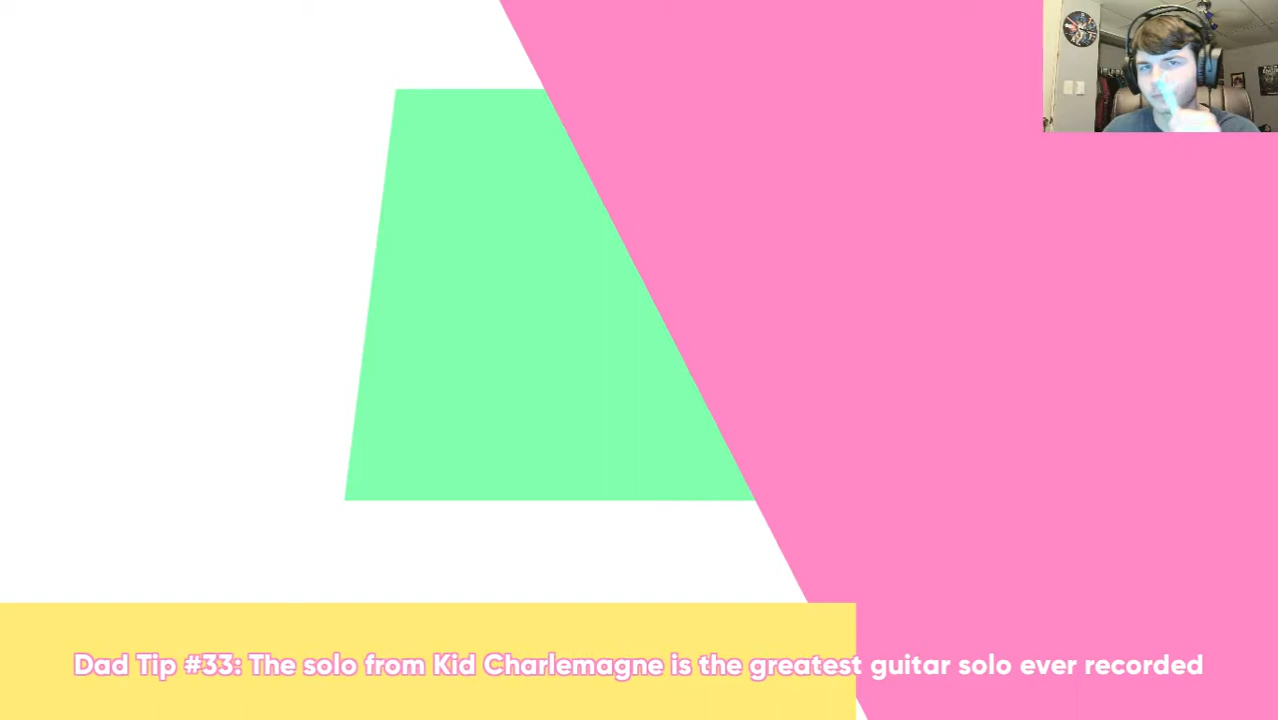 Dad Tip #33: The solo from Kid Charlemagne is the greatest guitar solo ever recorded